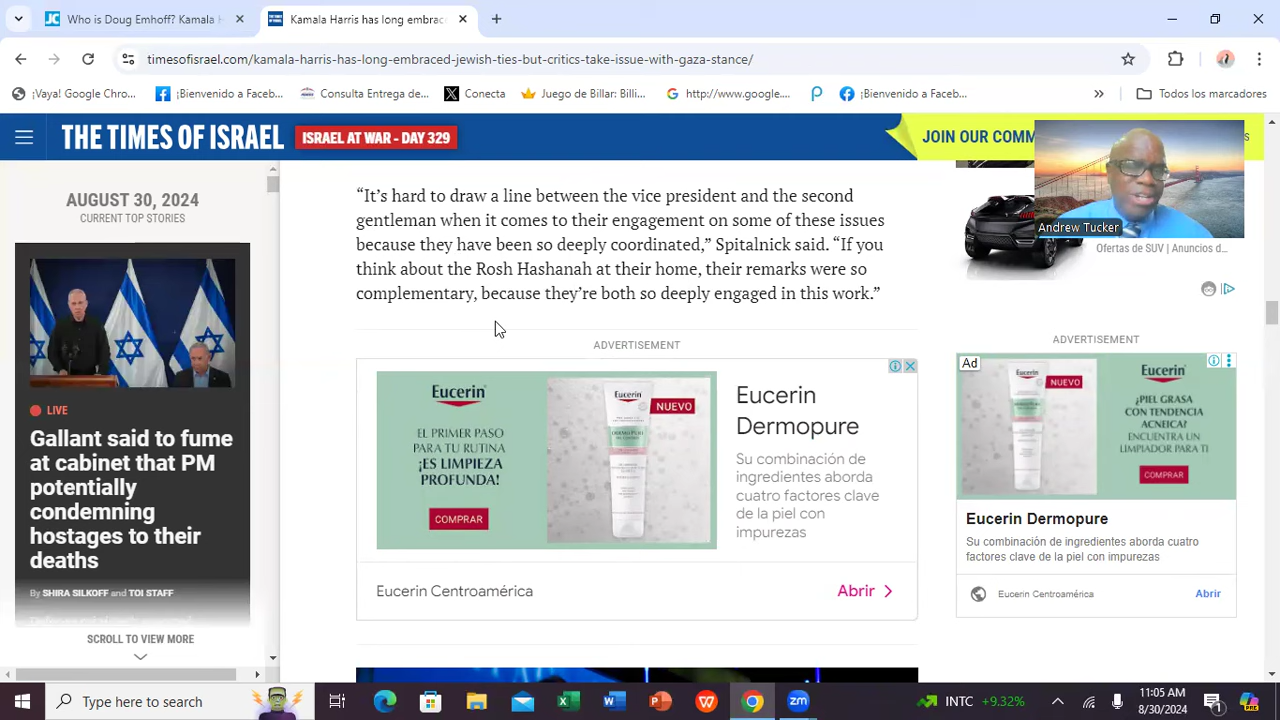 Who is Doug Emhoff? Kamala H
Kamala Harris has long embrac
timesofisrael.com/kamala-harris-has-long-embraced-jewish-ties-but-critics-take-issue-with-gaza-stance/
¡Vaya! Google Chro...
¡Bienvenido a Faceb...
Consulta Entrega de...
Conecta
Juego de Billar: Billi...
http://www.google....
¡Bienvenido a Faceb...
Todos los marcadores
THE TIMES OF ISRAEL
ISRAEL AT WAR - DAY 329
JOIN OUR COMM
AUGUST 30, 2024
CURRENT TOP STORIES
LIVE
Gallant said to fume
at cabinet that PM
potentially
condemning
hostages to their
deaths
By SHIRA SILKOFF and TOI STAFF
SCROLL TO VIEW MORE
“It’s hard to draw a line between the vice president and the second
gentleman when it comes to their engagement on some of these issues
because they have been so deeply coordinated,” Spitalnick said. “If you
think about the Rosh Hashanah at their home, their remarks were so
complementary, because they’re both so deeply engaged in this work.”
ADVERTISEMENT
Eucerin
EL PRIMER PASO
PARA TU RUTINA
¡ES LIMPIEZA
PROFUNDA!
COMPRAR
Eucerin
NUEVO
Eucerin
Dermopure
Su combinación de
ingredientes aborda
cuatro factores clave
de la piel con
impurezas
Eucerin Centroamérica
Abrir
Andrew Tucker
Ofertas de SUV | Anuncios d...
ADVERTISEMENT
Ad
Eucerin
NUEVO
Eucerin
¿PIEL GRASA
CON TENDENCIA
ACNEICA?
ENCUENTRA UN
LIMPIADOR PARA TI
COMPRAR
Eucerin Dermopure
Su combinación de ingredientes aborda cuatro
factores clave de la piel con impurezas
Eucerin Centroamérica
Abrir
Type here to search
INTC +9.32%
11:05 AM
8/30/2024